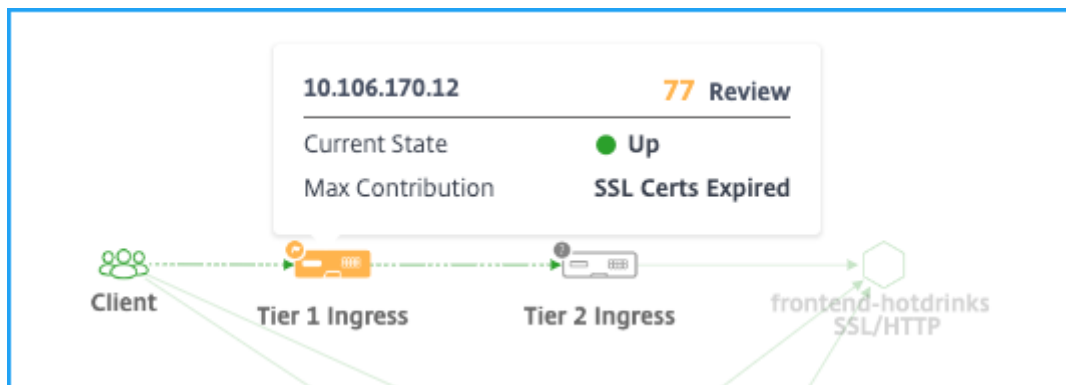 10.106.170.12 77 Review
Current State Up
Max Contribution SSL Certs Expired
?
Client
Tier 1 Ingress
Tier 2 Ingress
frontend-hotdrinks
SSL/HTTP